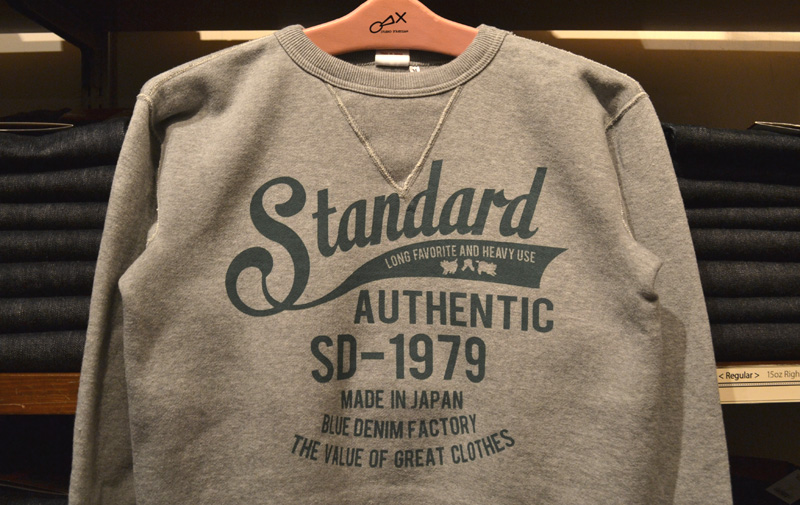 Standard
LONG FAVORITE AND HEAVY USE
AUTHENTIC
SD-1979
MADE IN JAPAN
BLUE DENIM FACTORY
THE VALUE OF GREAT CLOTHES
< Regular > 15oz Righ